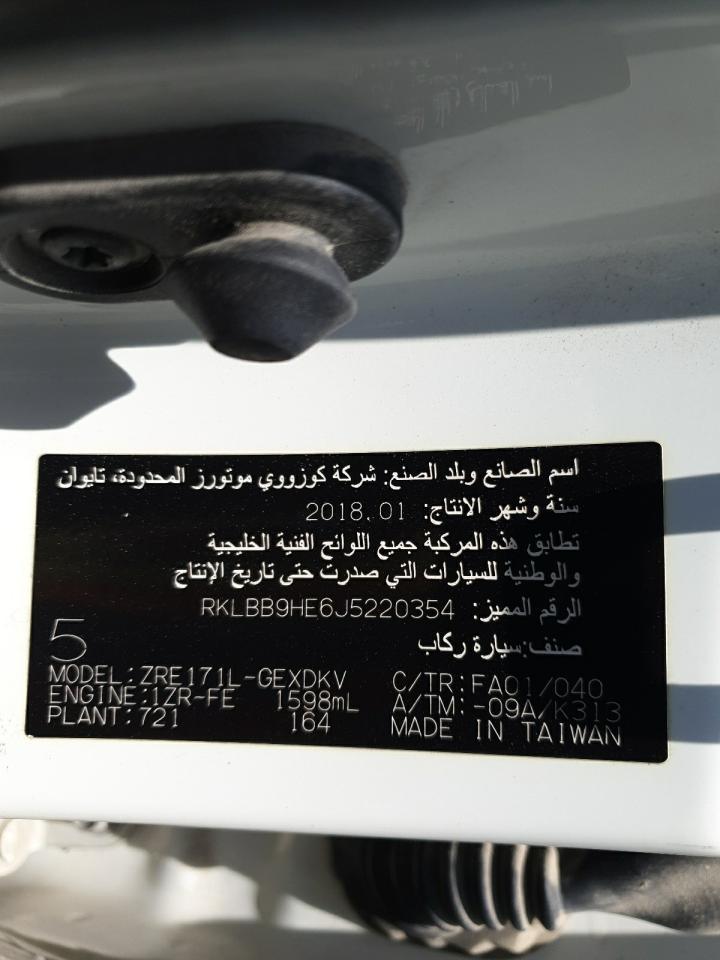 اسم الصانع وبلد الصنع: شركة كوزووي موتورز المحدودة، تايوان
سنة وشهر الانتاج: 2018.01
تطابق هذه المركبة جميع اللوائح الفنية الخليجية
والوطنية للسيارات التي صدرت حتى تاريخ الإنتاج
الرقم المميز: RKLBB9HE6J5220354
صنف:سيارة ركاب
5
MODEL:ZRE171L-GEXDKV C/TR:FA01/040
ENGINE:1ZR-FE 1598mL A/TM:-09A/K313
PLANT:721 164 MADE IN TAIWAN